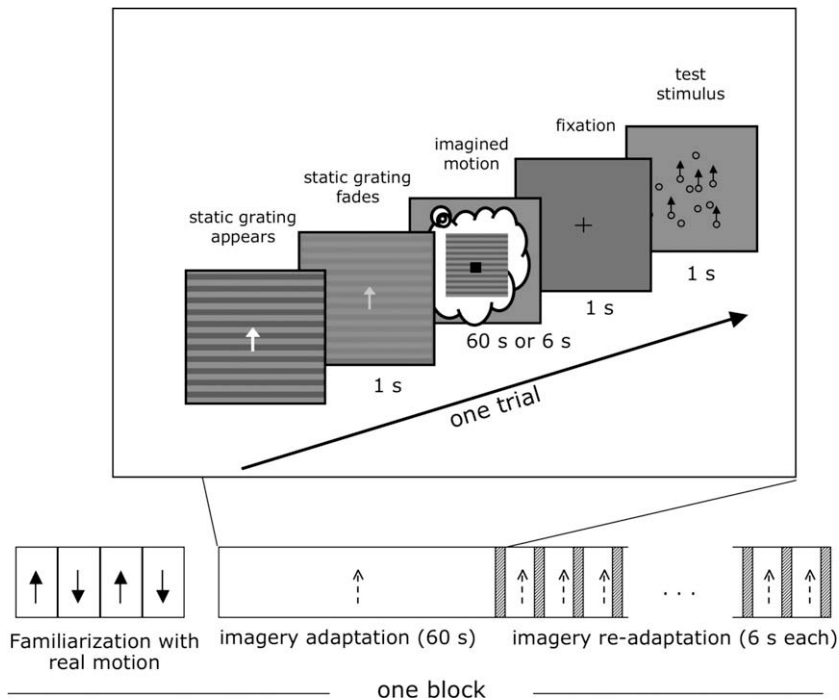 test
stimulus
fixation
imagined
motion
static grating
fades
static grating
appears
1 s
60 s or 6 s
1 s
1 s
one trial
. . .
Familiarization with
real motion
imagery adaptation (60 s)
imagery re-adaptation (6 s each)
one block